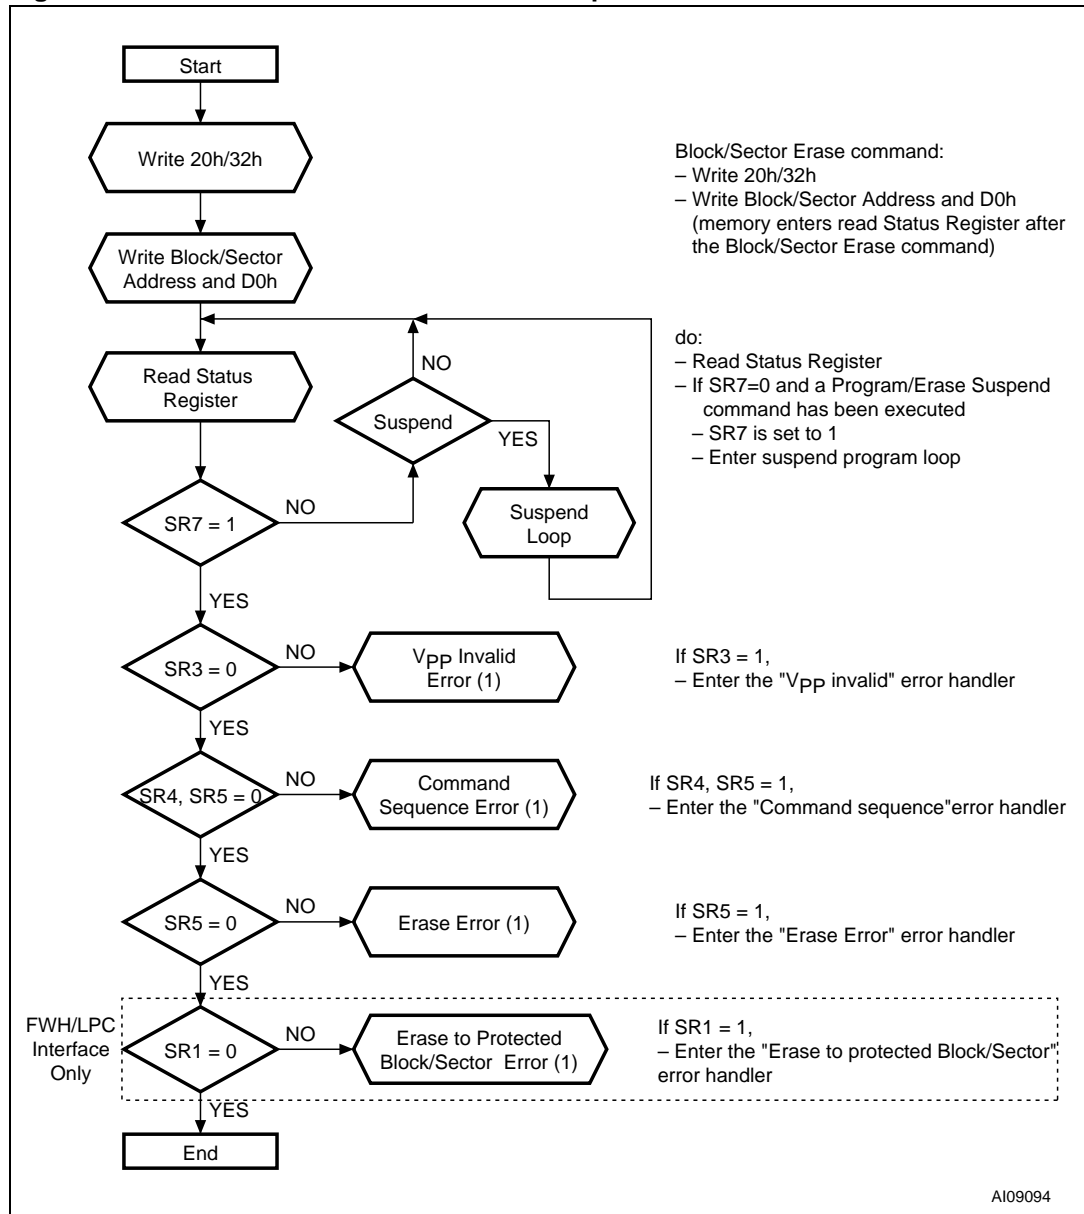 Start
Write 20h/32h
Block/Sector Erase command:
– Write 20h/32h
– Write Block/Sector Address and D0h
(memory enters read Status Register after
the Block/Sector Erase command)
Write Block/Sector
Address and D0h
do:
– Read Status Register
– If SR7=0 and a Program/Erase Suspend
command has been executed
– SR7 is set to 1
– Enter suspend program loop
Read Status
Register
NO
Suspend
YES
Suspend
Loop
SR7 = 1
NO
YES
SR3 = 0
NO
VPP Invalid
Error (1)
If SR3 = 1,
– Enter the "VPP invalid" error handler
YES
SR4, SR5 = 0
NO
Command
Sequence Error (1)
If SR4, SR5 = 1,
– Enter the "Command sequence"error handler
YES
SR5 = 0
NO
Erase Error (1)
If SR5 = 1,
– Enter the "Erase Error" error handler
YES
FWH/LPC
Interface
Only
SR1 = 0
NO
Erase to Protected
Block/Sector Error (1)
If SR1 = 1,
– Enter the "Erase to protected Block/Sector"
error handler
YES
End
AI09094